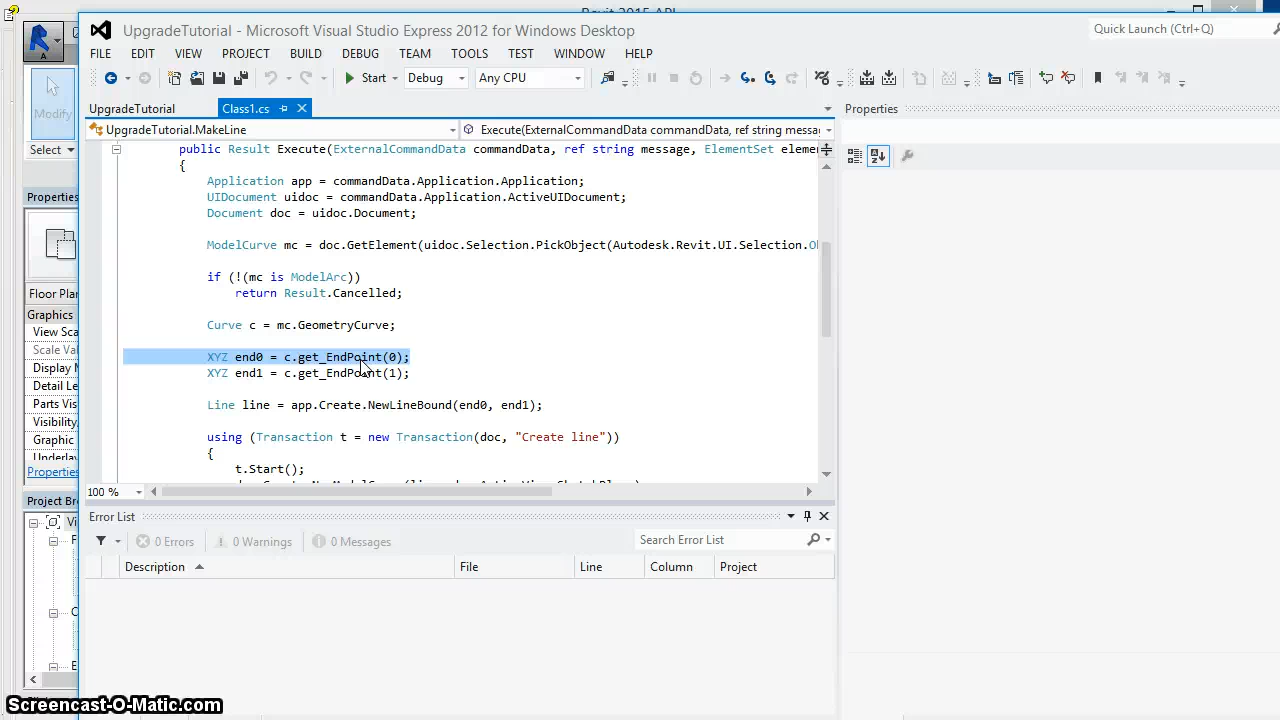 UpgradeTutorial - Microsoft Visual Studio Express 2012 for Windows Desktop
Quick Launch (Ctrl+Q)
FILE EDIT VIEW PROJECT BUILD DEBUG TEAM TOOLS TEST WINDOW HELP
Start Debug Any CPU
UpgradeTutorial Class1.cs
Properties
UpgradeTutorial.MakeLine Execute(ExternalCommandData commandData, ref string messa
public Result Execute(ExternalCommandData commandData, ref string message, ElementSet elem
{
Application app = commandData.Application.Application;
UIDocument uidoc = commandData.Application.ActiveUIDocument;
Document doc = uidoc.Document;
ModelCurve mc = doc.GetElement(uidoc.Selection.PickObject(Autodesk.Revit.UI.Selection.Ob
if (!(mc is ModelArc))
return Result.Cancelled;
Curve c = mc.GeometryCurve;
XYZ end0 = c.get_EndPoint(0);
XYZ end1 = c.get_EndPoint(1);
Line line = app.Create.NewLineBound(end0, end1);
using (Transaction t = new Transaction(doc, "Create line"))
{
t.Start();
100 %
Error List
0 Errors 0 Warnings 0 Messages
Search Error List
Description File Line Column Project
A
Modify
Select
Properties
Floor Plan
Graphics
View Sca
Scale Val
Display M
Detail Le
Parts Visi
Visibility,
Graphic
Underlay
Properties
Project Bro
Vi
F
C
E
Screencast-O-Matic.com